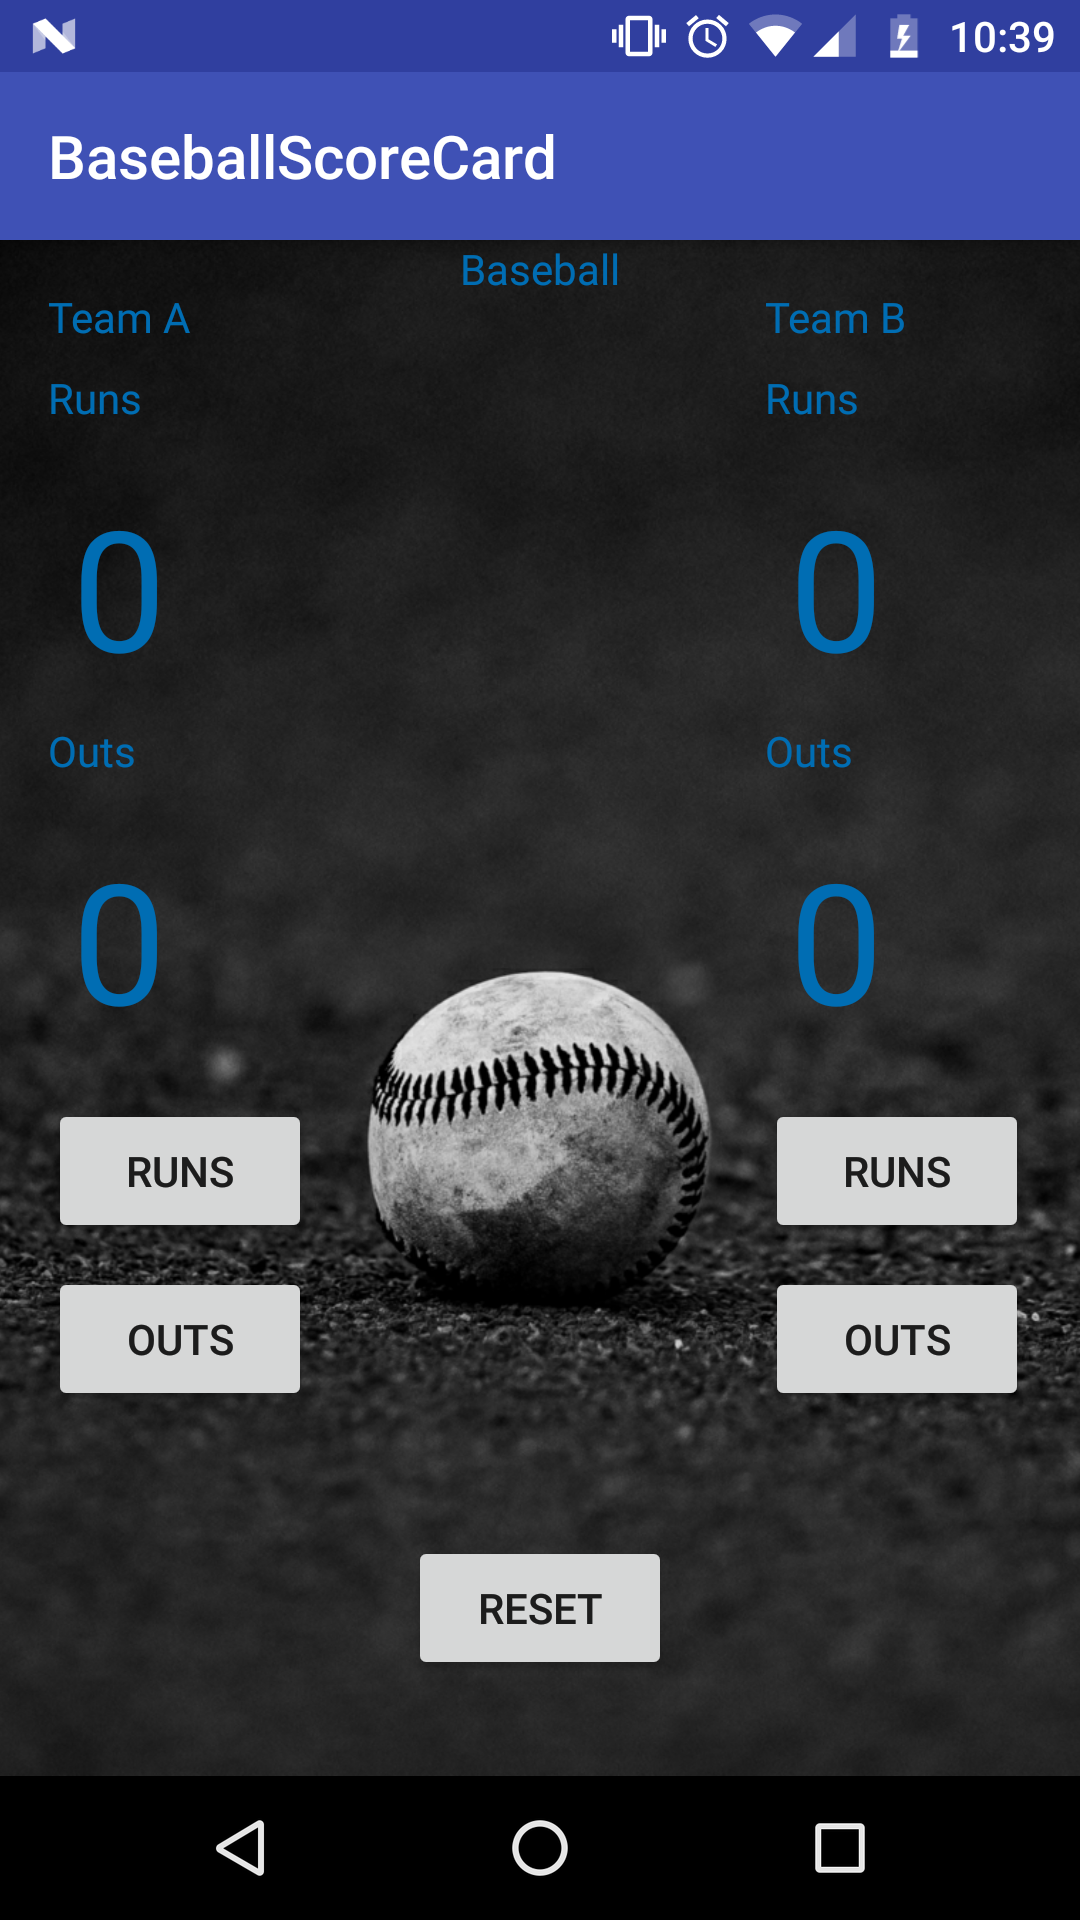 10:39
BaseballScoreCard
Baseball
Team A Team B
Runs Runs
0 0
Outs Outs
0 0
RUNS RUNS
OUTS OUTS
RESET